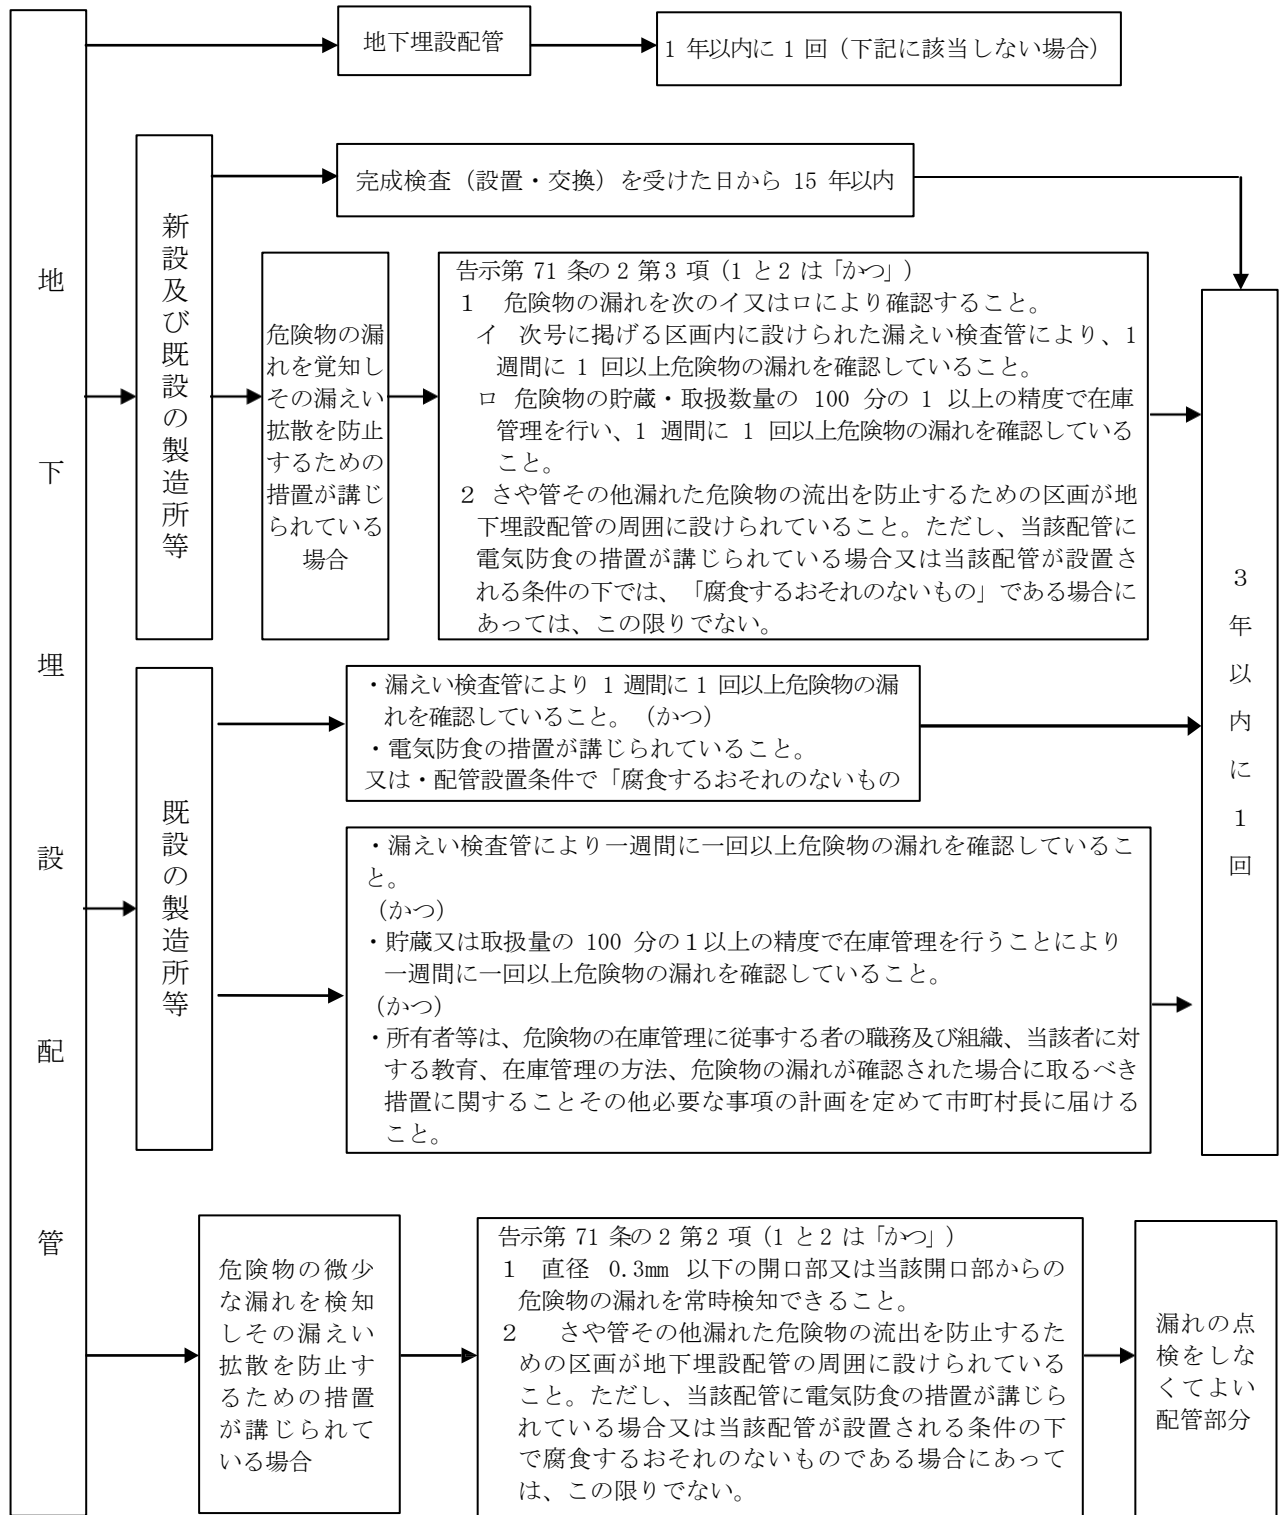 地下埋設配管
地下埋設配管
1 年以内に 1 回（下記に該当しない場合）
新設及び既設の製造所等
完成検査（設置・交換）を受けた日から 15 年以内
危険物の漏
れを覚知し
その漏えい
拡散を防止
するための
措置が講じ
られている
場合
告示第 71 条の 2 第3 項（1 と 2 は「かつ」）
１　危険物の漏れを次のイ又はロにより確認すること。
イ　次号に掲げる区画内に設けられた漏えい検査管により、1
週間に 1 回以上危険物の漏れを確認していること。
ロ 危険物の貯蔵・取扱数量の 100 分の 1 以上の精度で在庫
管理を行い、1 週間に 1 回以上危険物の漏れを確認している
こと。
2 さや管その他漏れた危険物の流出を防止するための区画が地
下埋設配管の周囲に設けられていること。ただし、当該配管に
電気防食の措置が講じられている場合又は当該配管が設置さ
れる条件の下では、「腐食するおそれのないもの」である場合に
あっては、この限りでない。
3年以内に1回
既設の製造所等
・漏えい検査管により 1 週間に 1 回以上危険物の漏
れを確認していること。（かつ）
・電気防食の措置が講じられていること。
又は・配管設置条件で「腐食するおそれのないもの
・漏えい検査管により一週間に一回以上危険物の漏れを確認しているこ
と。
（かつ）
・貯蔵又は取扱量の 100 分の１以上の精度で在庫管理を行うことにより
一週間に一回以上危険物の漏れを確認していること。
（かつ）
・所有者等は、危険物の在庫管理に従事する者の職務及び組織、当該者に対
する教育、在庫管理の方法、危険物の漏れが確認された場合に取るべき
措置に関することその他必要な事項の計画を定めて市町村長に届ける
こと。
危険物の微少
な漏れを検知
しその漏えい
拡散を防止す
るための措置
が講じられて
いる場合
告示第 71 条の 2 第2 項（1 と 2 は「かつ」）
１　直径 0.3mm 以下の開口部又は当該開口部からの
危険物の漏れを常時検知できること。
２　さや管その他漏れた危険物の流出を防止するた
めの区画が地下埋設配管の周囲に設けられている
こと。ただし、当該配管に電気防食の措置が講じら
れている場合又は当該配管が設置される条件の下
で腐食するおそれのないものである場合にあって
は、この限りでない。
漏れの点
検をしな
くてよい
配管部分